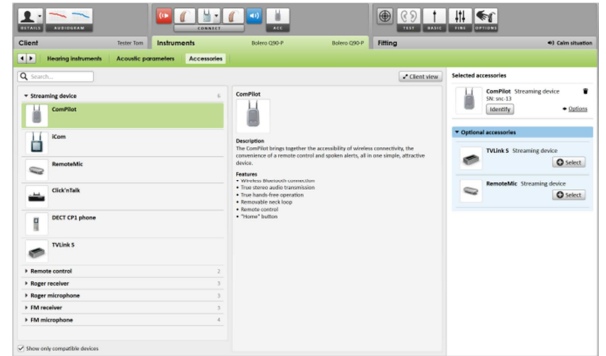 DETAILS
AUDIOGRAM
CONNECT
ACC
TEST
BASIC
FINE
OPTIONS
Client
Tester Tom
Instruments
Bolero Q90-P
Bolero Q90-P
Fitting
Calm situation
Hearing instruments
Acoustic parameters
Accessories
Search...
Client view
Streaming device 6
ComPilot
iCom
RemoteMic
Click'nTalk
DECT CP1 phone
TVLink S
Remote control 2
Roger receiver 3
Roger microphone 3
FM receiver 3
FM microphone 4
Show only compatible devices
ComPilot
Description
The ComPilot brings together the accessibility of wireless connectivity, the
convenience of a remote control and spoken alerts, all in one simple, attractive
device.
Features
• Wireless Bluetooth connection
• True stereo audio transmission
• True hands-free operation
• Removable neck loop
• Remote control
• "Home" button
Selected accessories
ComPilot Streaming device
SN: snc-13
Identify
Options
Optional accessories
TVLink S Streaming device
Select
RemoteMic Streaming device
Select